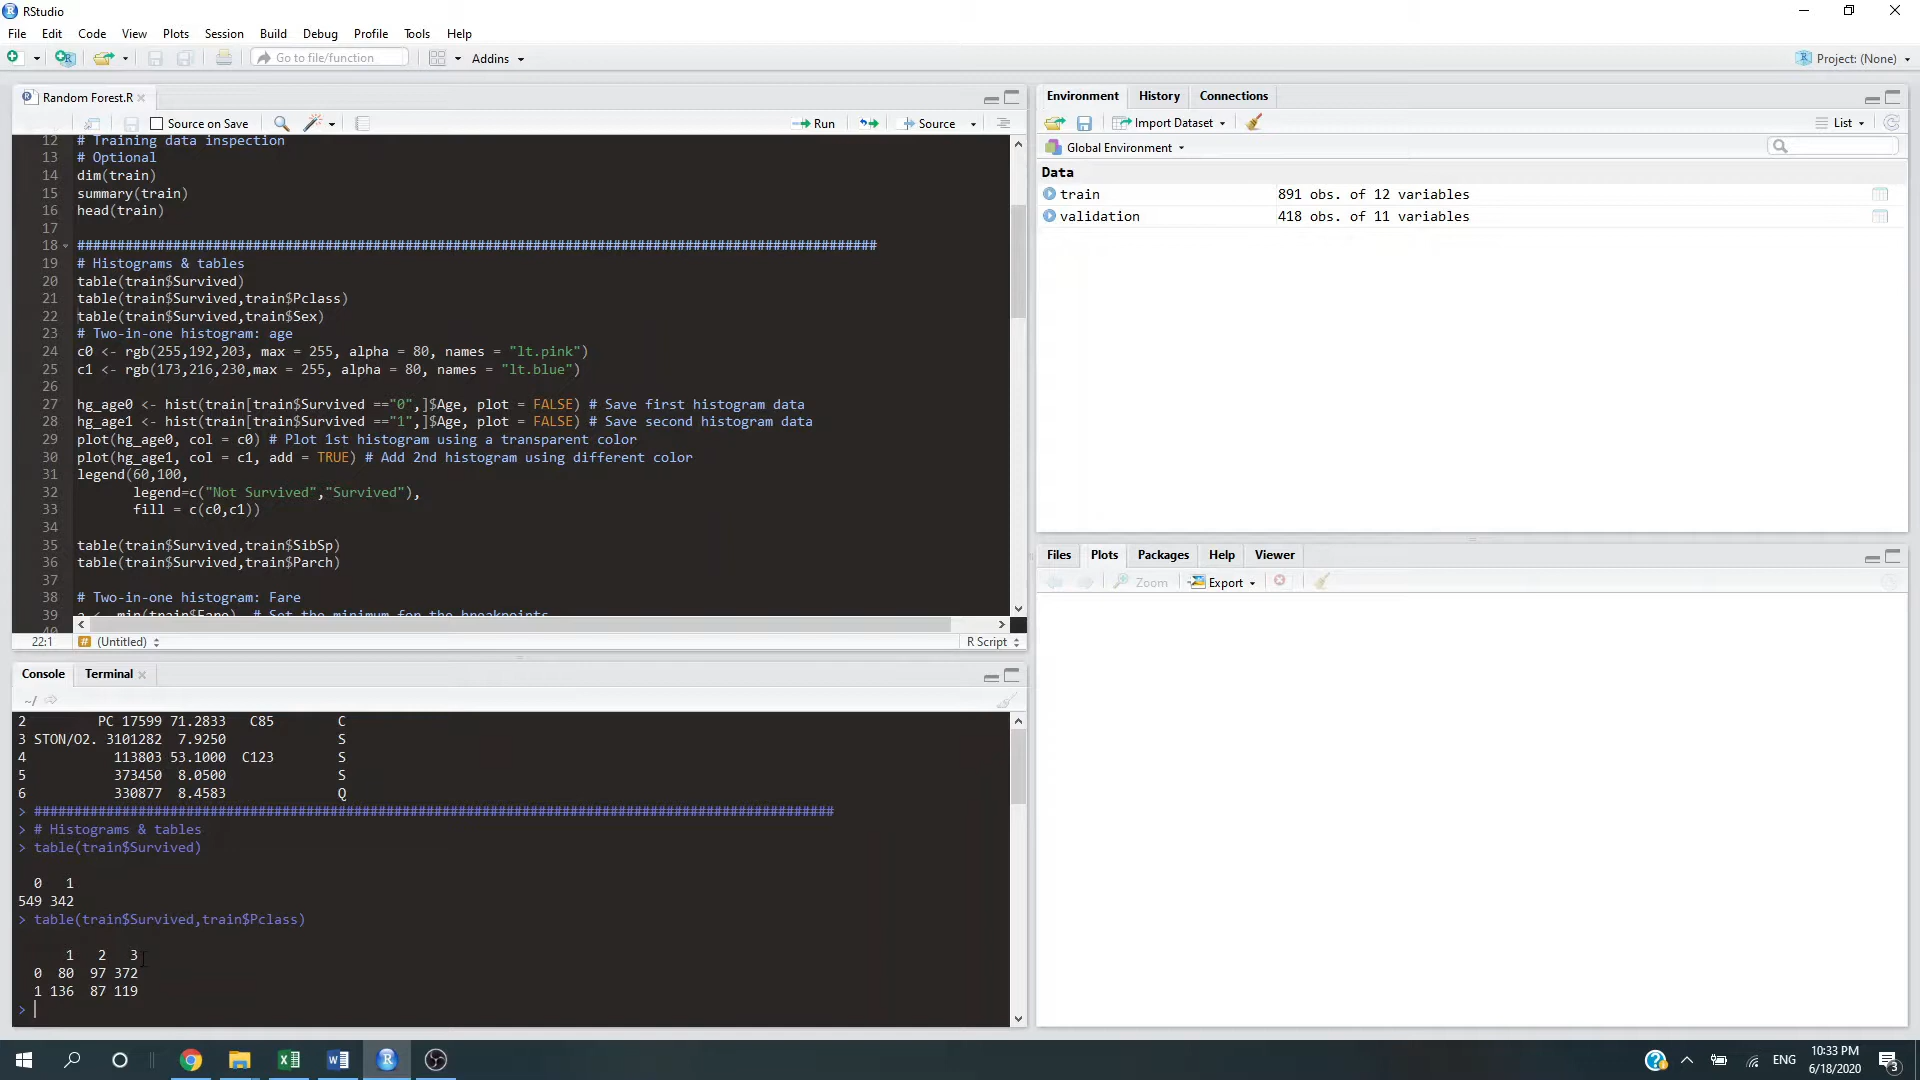 RStudio
File Edit Code View Plots Session Build Debug Profile Tools Help
Go to file/function Addins Project: (None)
Random Forest.R
Source on Save Run Source
12 # Training data inspection
13 # Optional
14 dim(train)
15 summary(train)
16 head(train)
17
18 ####################################################################################################
19 # Histograms & tables
20 table(train$Survived)
21 table(train$Survived,train$Pclass)
22 table(train$Survived,train$Sex)
23 # Two-in-one histogram: age
24 c0 <- rgb(255,192,203, max = 255, alpha = 80, names = "lt.pink")
25 c1 <- rgb(173,216,230,max = 255, alpha = 80, names = "lt.blue")
26
27 hg_age0 <- hist(train[train$Survived =="0",]$Age, plot = FALSE) # Save first histogram data
28 hg_age1 <- hist(train[train$Survived =="1",]$Age, plot = FALSE) # Save second histogram data
29 plot(hg_age0, col = c0) # Plot 1st histogram using a transparent color
30 plot(hg_age1, col = c1, add = TRUE) # Add 2nd histogram using different color
31 legend(60,100,
32 legend=c("Not Survived","Survived"),
33 fill = c(c0,c1))
34
35 table(train$Survived,train$SibSp)
36 table(train$Survived,train$Parch)
37
38 # Two-in-one histogram: Fare
39 a <- min(train$Fare) # Set the minimum for the breakpoints
40
22:1 # (Untitled) R Script
Console Terminal
~/
2 PC 17599 71.2833 C85 C
3 STON/O2. 3101282 7.9250 S
4 113803 53.1000 C123 S
5 373450 8.0500 S
6 330877 8.4583 Q
> ####################################################################################################
> # Histograms & tables
> table(train$Survived)
0 1
549 342
> table(train$Survived,train$Pclass)
1 2 3
0 80 97 372
1 136 87 119
>
Environment History Connections
Import Dataset List
Global Environment
Data
train 891 obs. of 12 variables
validation 418 obs. of 11 variables
Files Plots Packages Help Viewer
Zoom Export
ENG 10:33 PM
6/18/2020
3